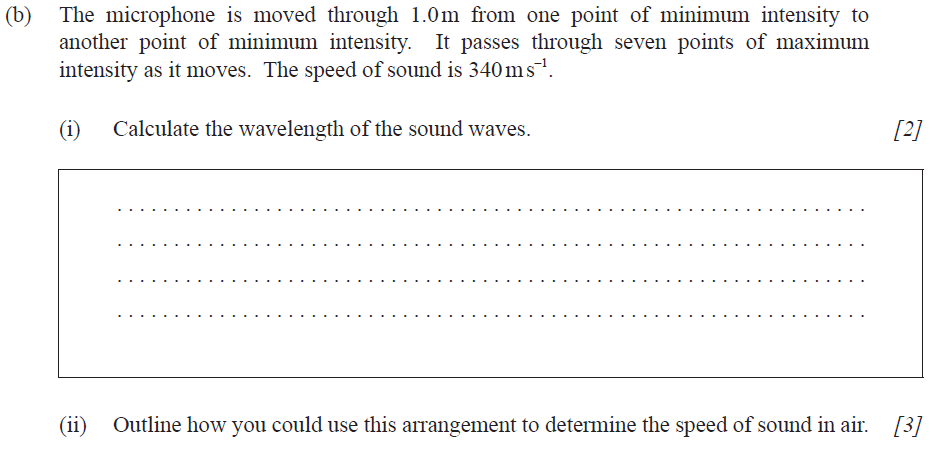 (b) The microphone is moved through 1.0m from one point of minimum intensity to
another point of minimum intensity. It passes through seven points of maximum
intensity as it moves. The speed of sound is 340ms⁻¹.
(i) Calculate the wavelength of the sound waves. [2]
(ii) Outline how you could use this arrangement to determine the speed of sound in air. [3]